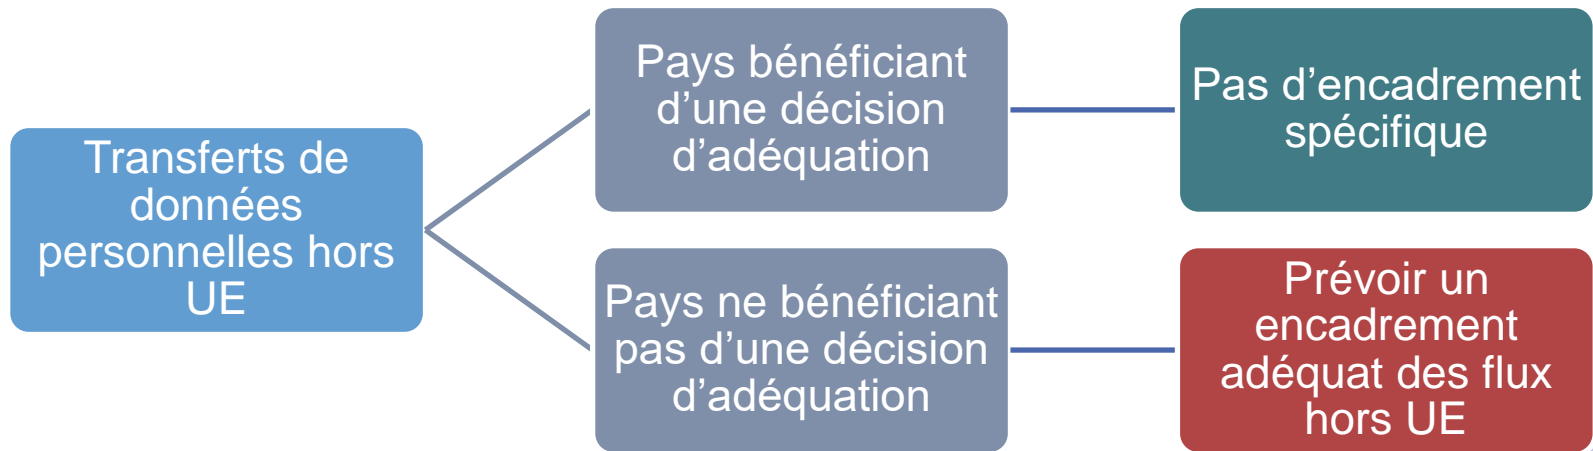 Transferts de
données
personnelles hors
UE
Pays bénéficiant
d’une décision
d’adéquation
Pas d’encadrement
spécifique
Pays ne bénéficiant
pas d’une décision
d’adéquation
Prévoir un
encadrement
adéquat des flux
hors UE